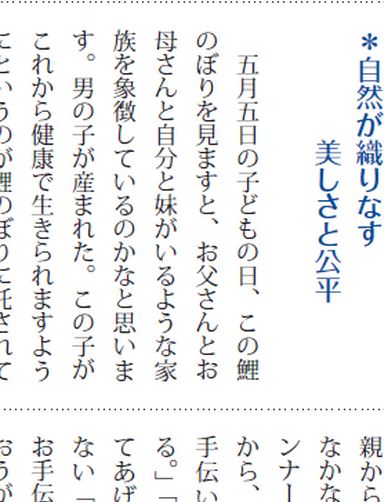 ＊自然が織りなす
美しさと公平
五月五日の子どもの日、この鯉
のぼりを見ますと、お父さんとお
母さんと自分と妹がいるような家
族を象徴しているのかなと思いま
す。男の子が産まれた。この子が
これから健康で生きられますよう
にというのが鯉のぼりに託されて
親から
なかな
ンナー
から、
手伝い
る。」「
てあげ
ない「
お手伝
おうが